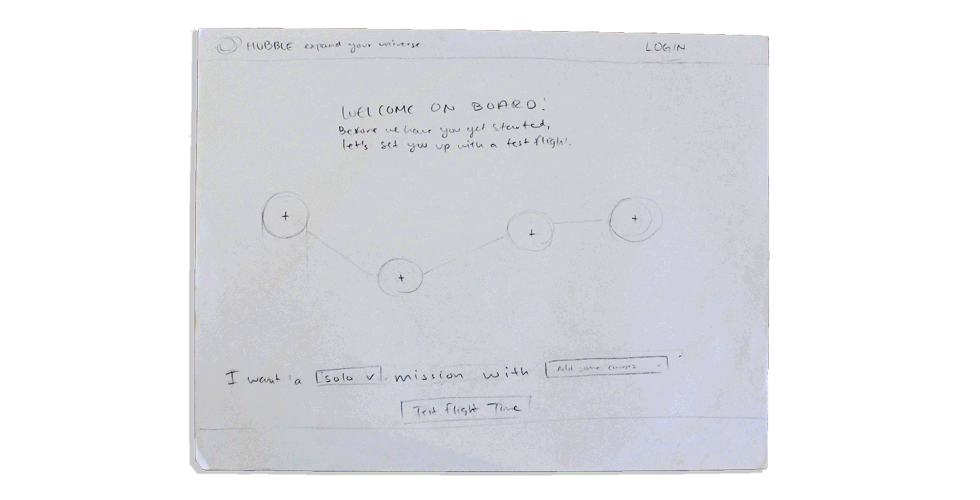 HUBBLE expand your universe
LOGIN
WELCOME ON BOARD!
Before we have you get started,
let's set you up with a test flight.
+
+
+
+
I want a solo v mission with Add some
Test Flight Time